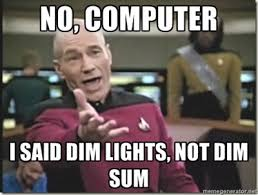 NO, COMPUTER
I SAID DIM LIGHTS, NOT DIM
SUM
memegenerator.net